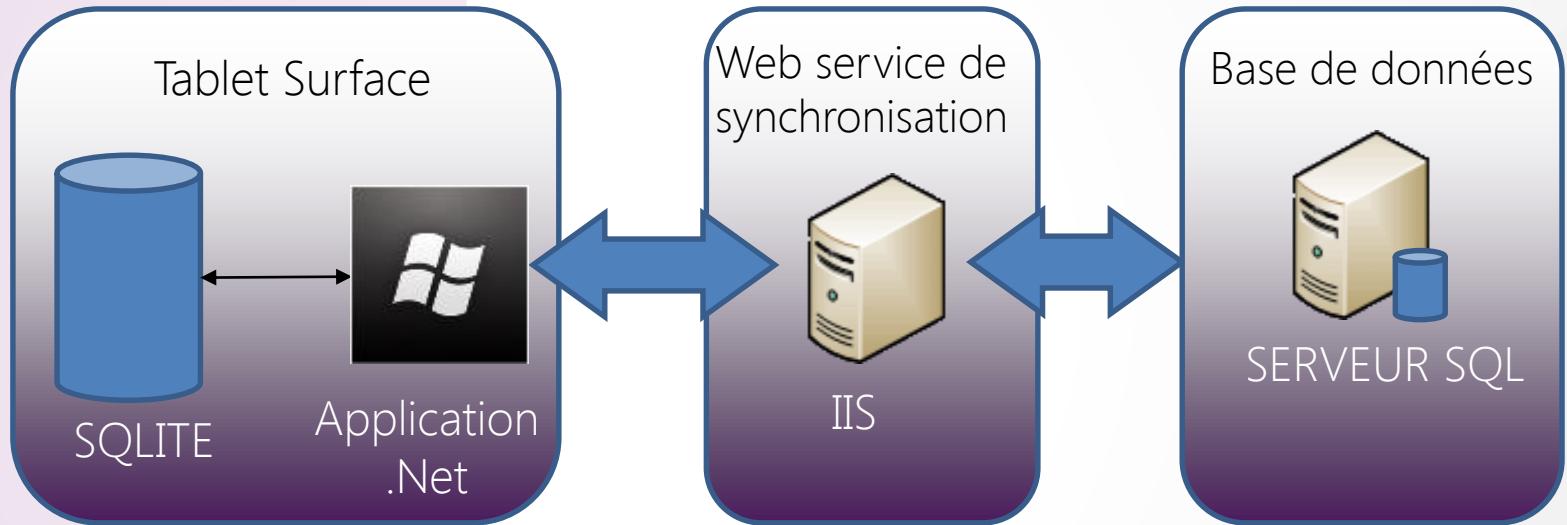 Tablet Surface
SQLITE
Application
.Net
Web service de
synchronisation
IIS
Base de données
SERVEUR SQL